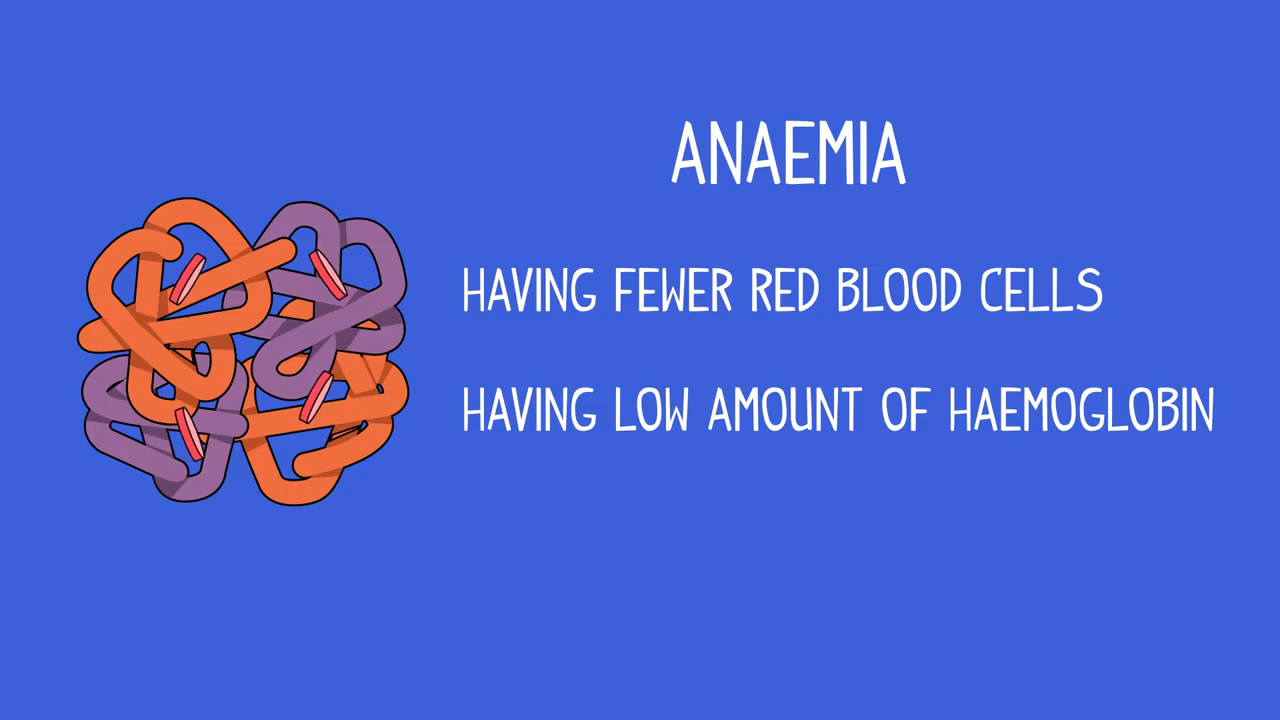 ANAEMIA
HAVING FEWER RED BLOOD CELLS
HAVING LOW AMOUNT OF HAEMOGLOBIN